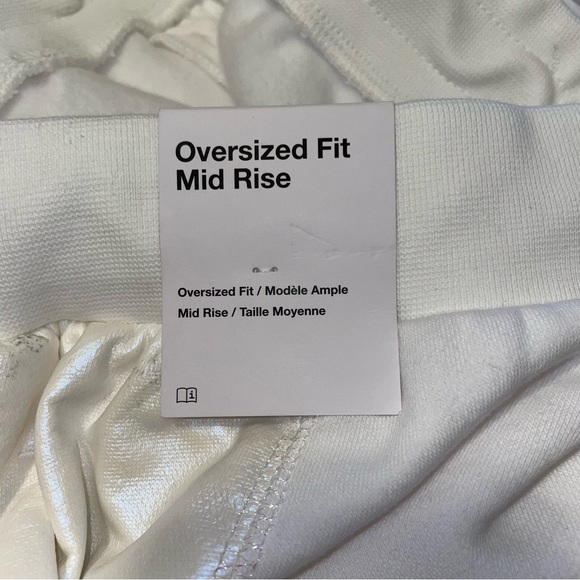 Oversized Fit
Mid Rise
Oversized Fit / Modèle Ample
Mid Rise / Taille Moyenne
i